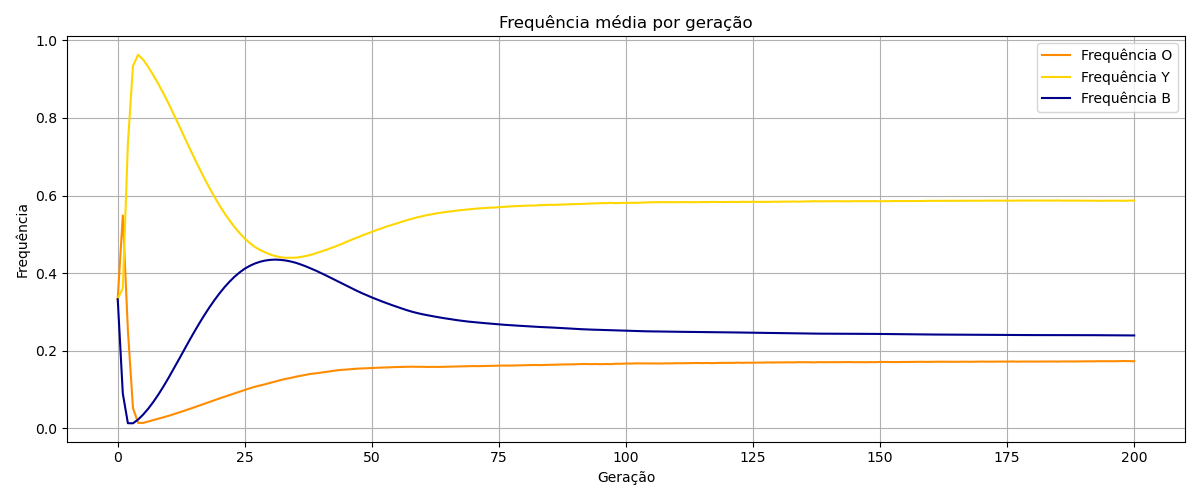 Frequência média por geração
1.0
0.8
0.6
0.4
0.2
0.0
Frequência
Frequência O
Frequência Y
Frequência B
0 25 50 75 100 125 150 175 200
Geração